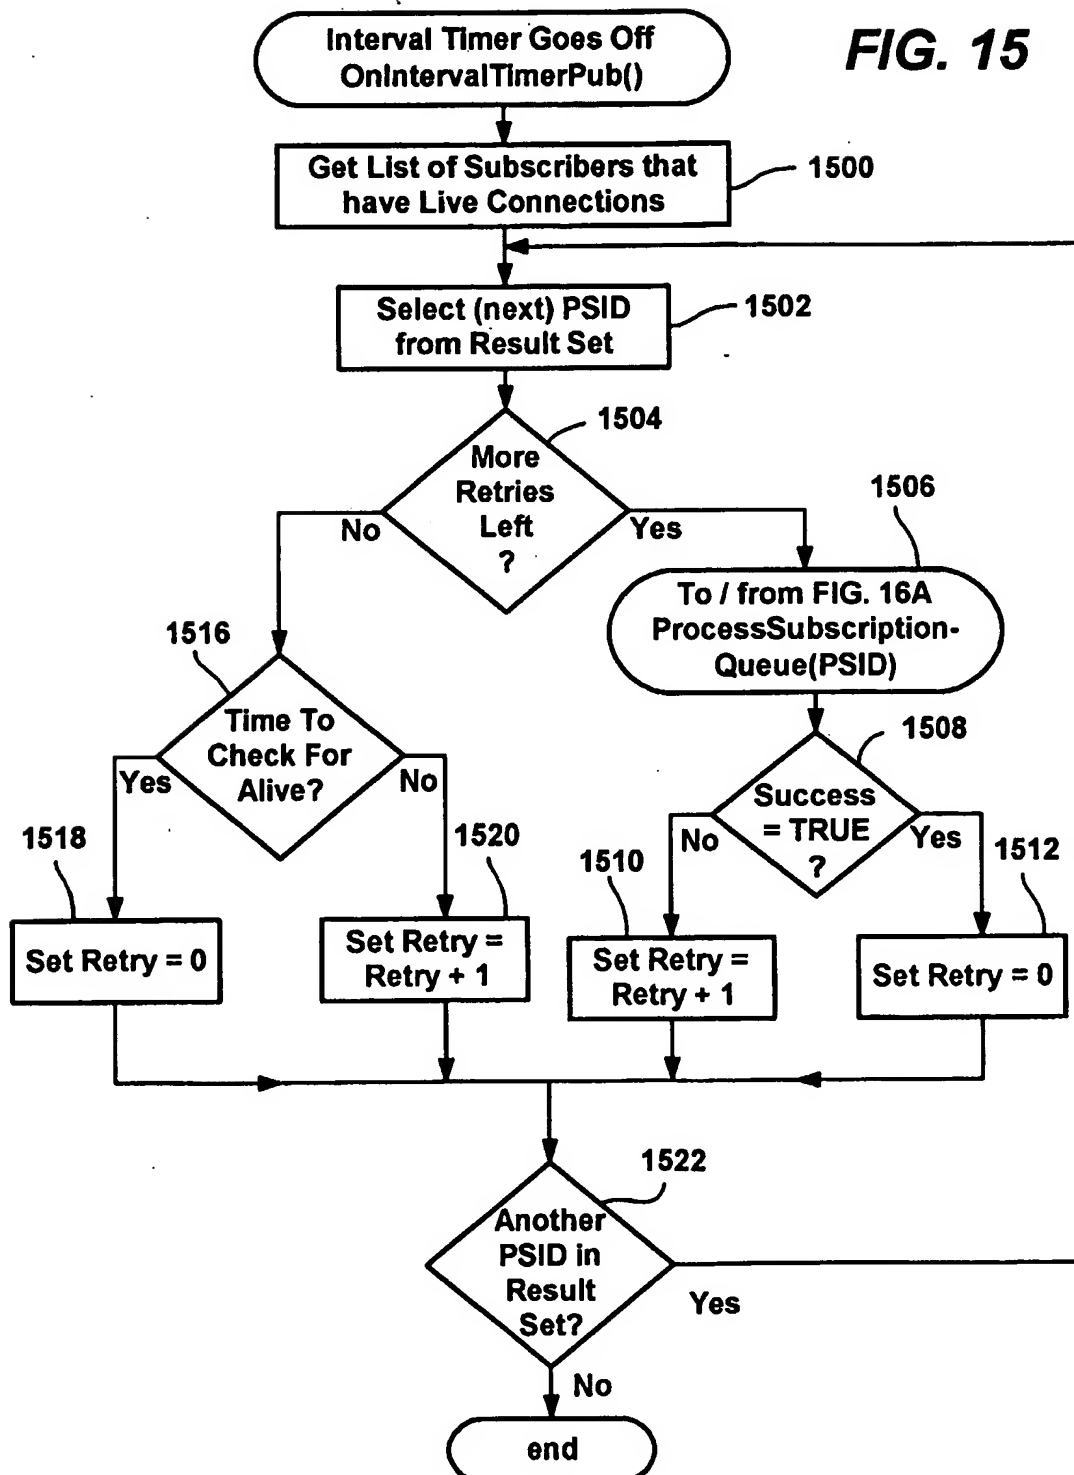 Interval Timer Goes Off
OnIntervalTimerPub()
FIG. 15
Get List of Subscribers that
have Live Connections
1500
Select (next) PSID
from Result Set
1502
1504
More
Retries
Left
?
No
Yes
1506
To / from FIG. 16A
ProcessSubscription-
Queue(PSID)
1516
Time To
Check For
Alive?
Yes
No
1508
Success
= TRUE
?
No
Yes
1518
Set Retry = 0
1520
Set Retry =
Retry + 1
1510
Set Retry =
Retry + 1
1512
Set Retry = 0
1522
Another
PSID in
Result
Set?
Yes
No
end